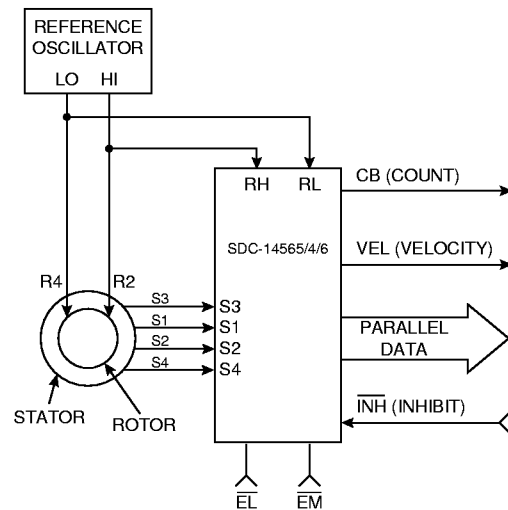 REFERENCE
OSCILLATOR
LO HI
RH RL
CB (COUNT)
SDC-14565/4/6
VEL (VELOCITY)
R4 R2
S3 S3
S1 S1
S2 S2
S4 S4
PARALLEL
DATA
STATOR
ROTOR
INH (INHIBIT)
EL EM